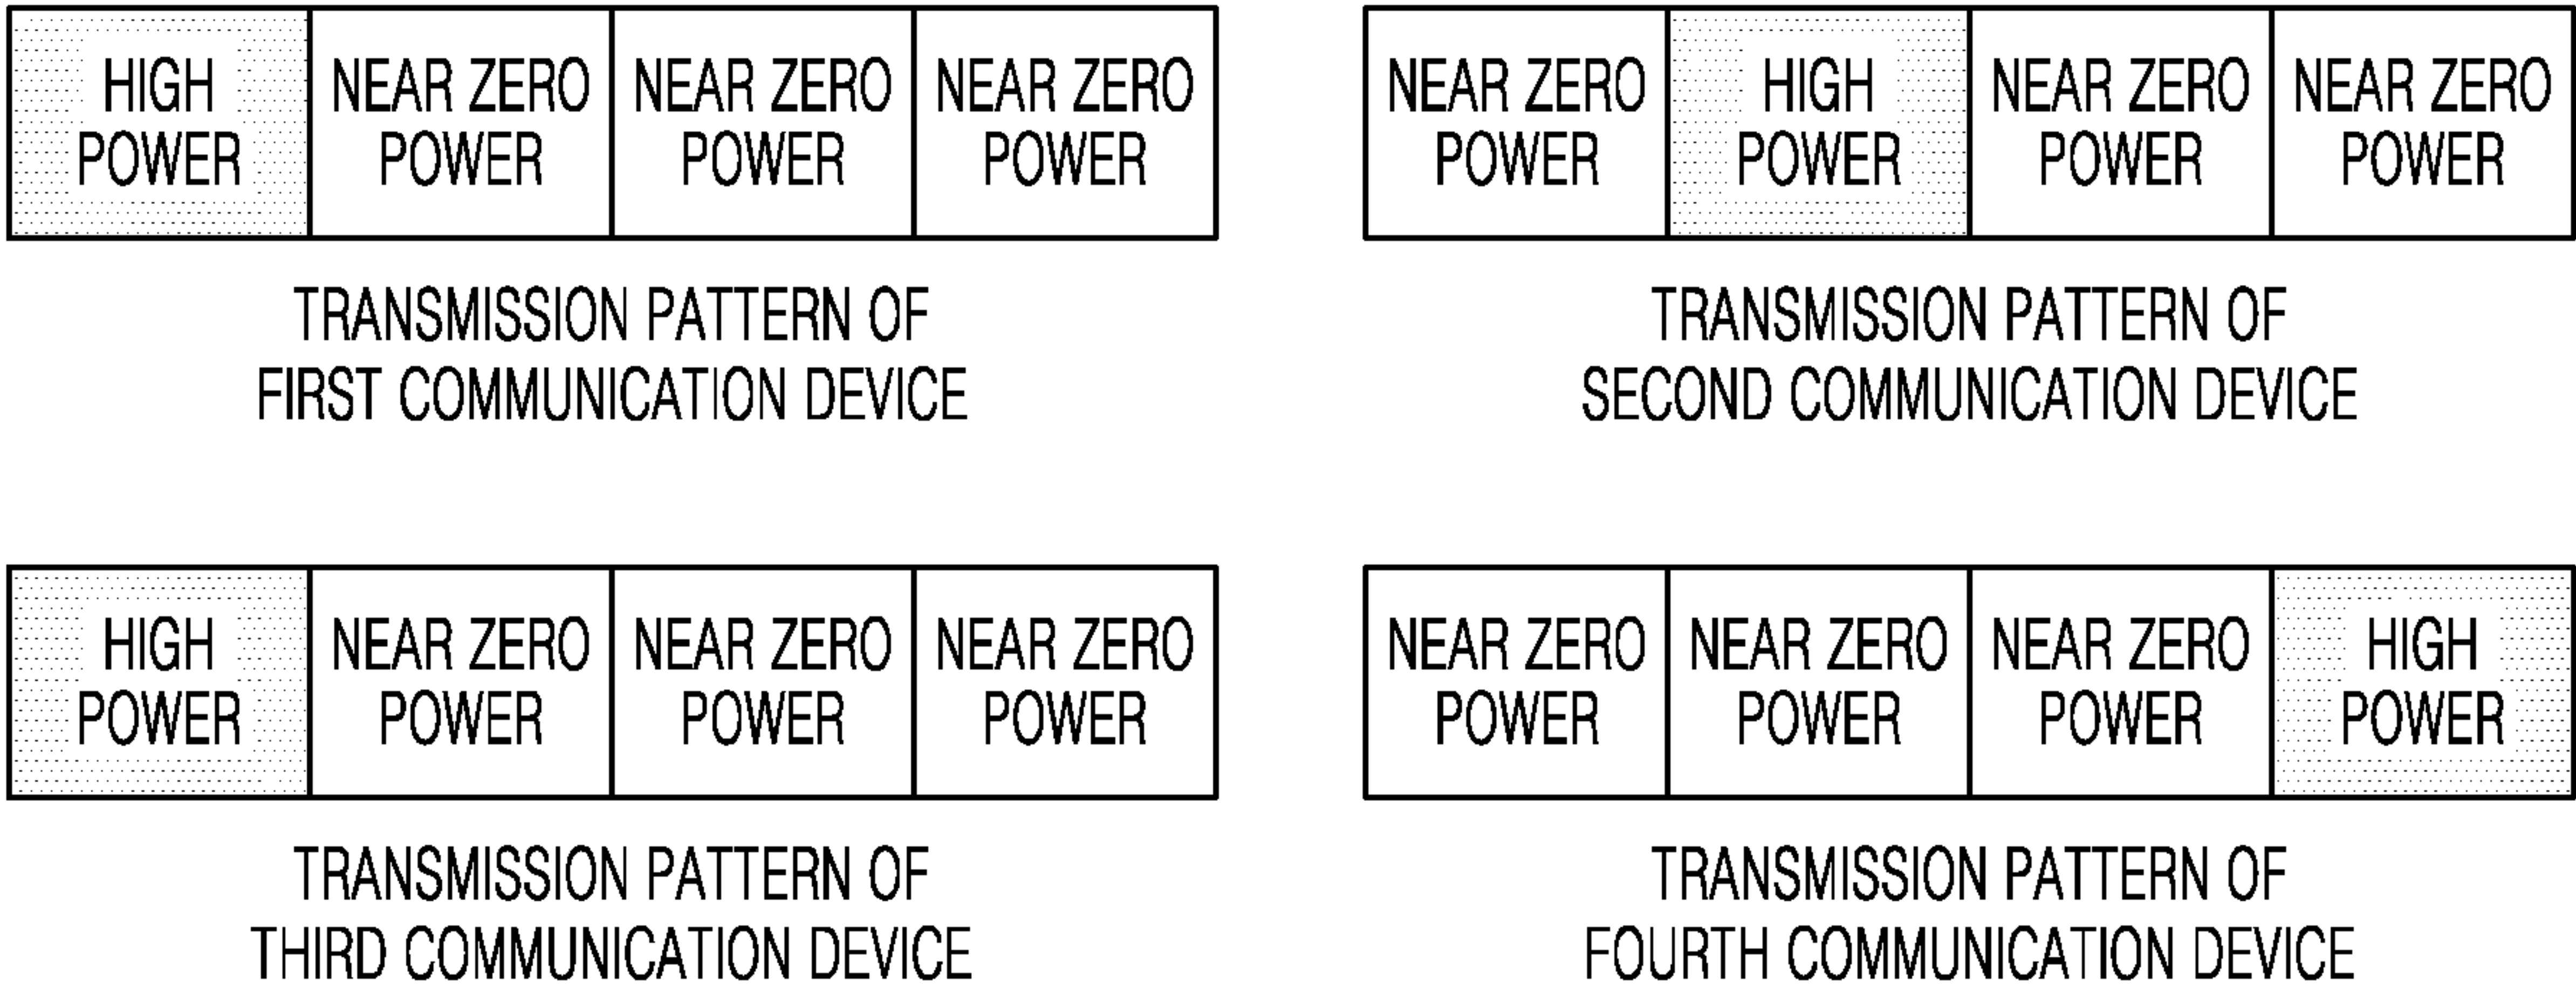 HIGH POWER
NEAR ZERO POWER
NEAR ZERO POWER
NEAR ZERO POWER
TRANSMISSION PATTERN OF
FIRST COMMUNICATION DEVICE
NEAR ZERO POWER
HIGH POWER
NEAR ZERO POWER
NEAR ZERO POWER
TRANSMISSION PATTERN OF
SECOND COMMUNICATION DEVICE
HIGH POWER
NEAR ZERO POWER
NEAR ZERO POWER
NEAR ZERO POWER
TRANSMISSION PATTERN OF
THIRD COMMUNICATION DEVICE
NEAR ZERO POWER
NEAR ZERO POWER
NEAR ZERO POWER
HIGH POWER
TRANSMISSION PATTERN OF
FOURTH COMMUNICATION DEVICE